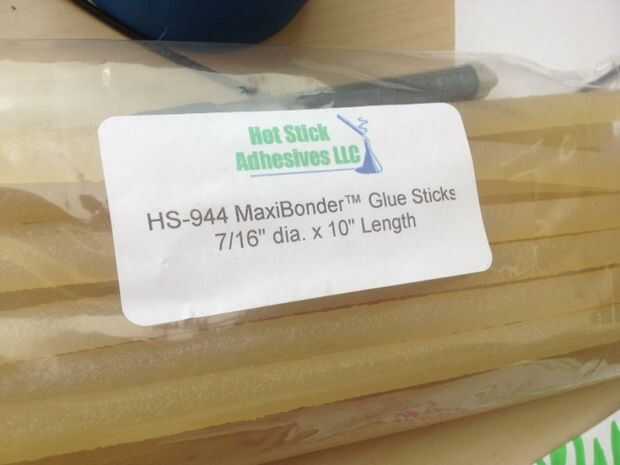 Hot Stick
Adhesives LLC
HS-944 MaxiBonder™ Glue Sticks
7/16" dia. x 10" Length